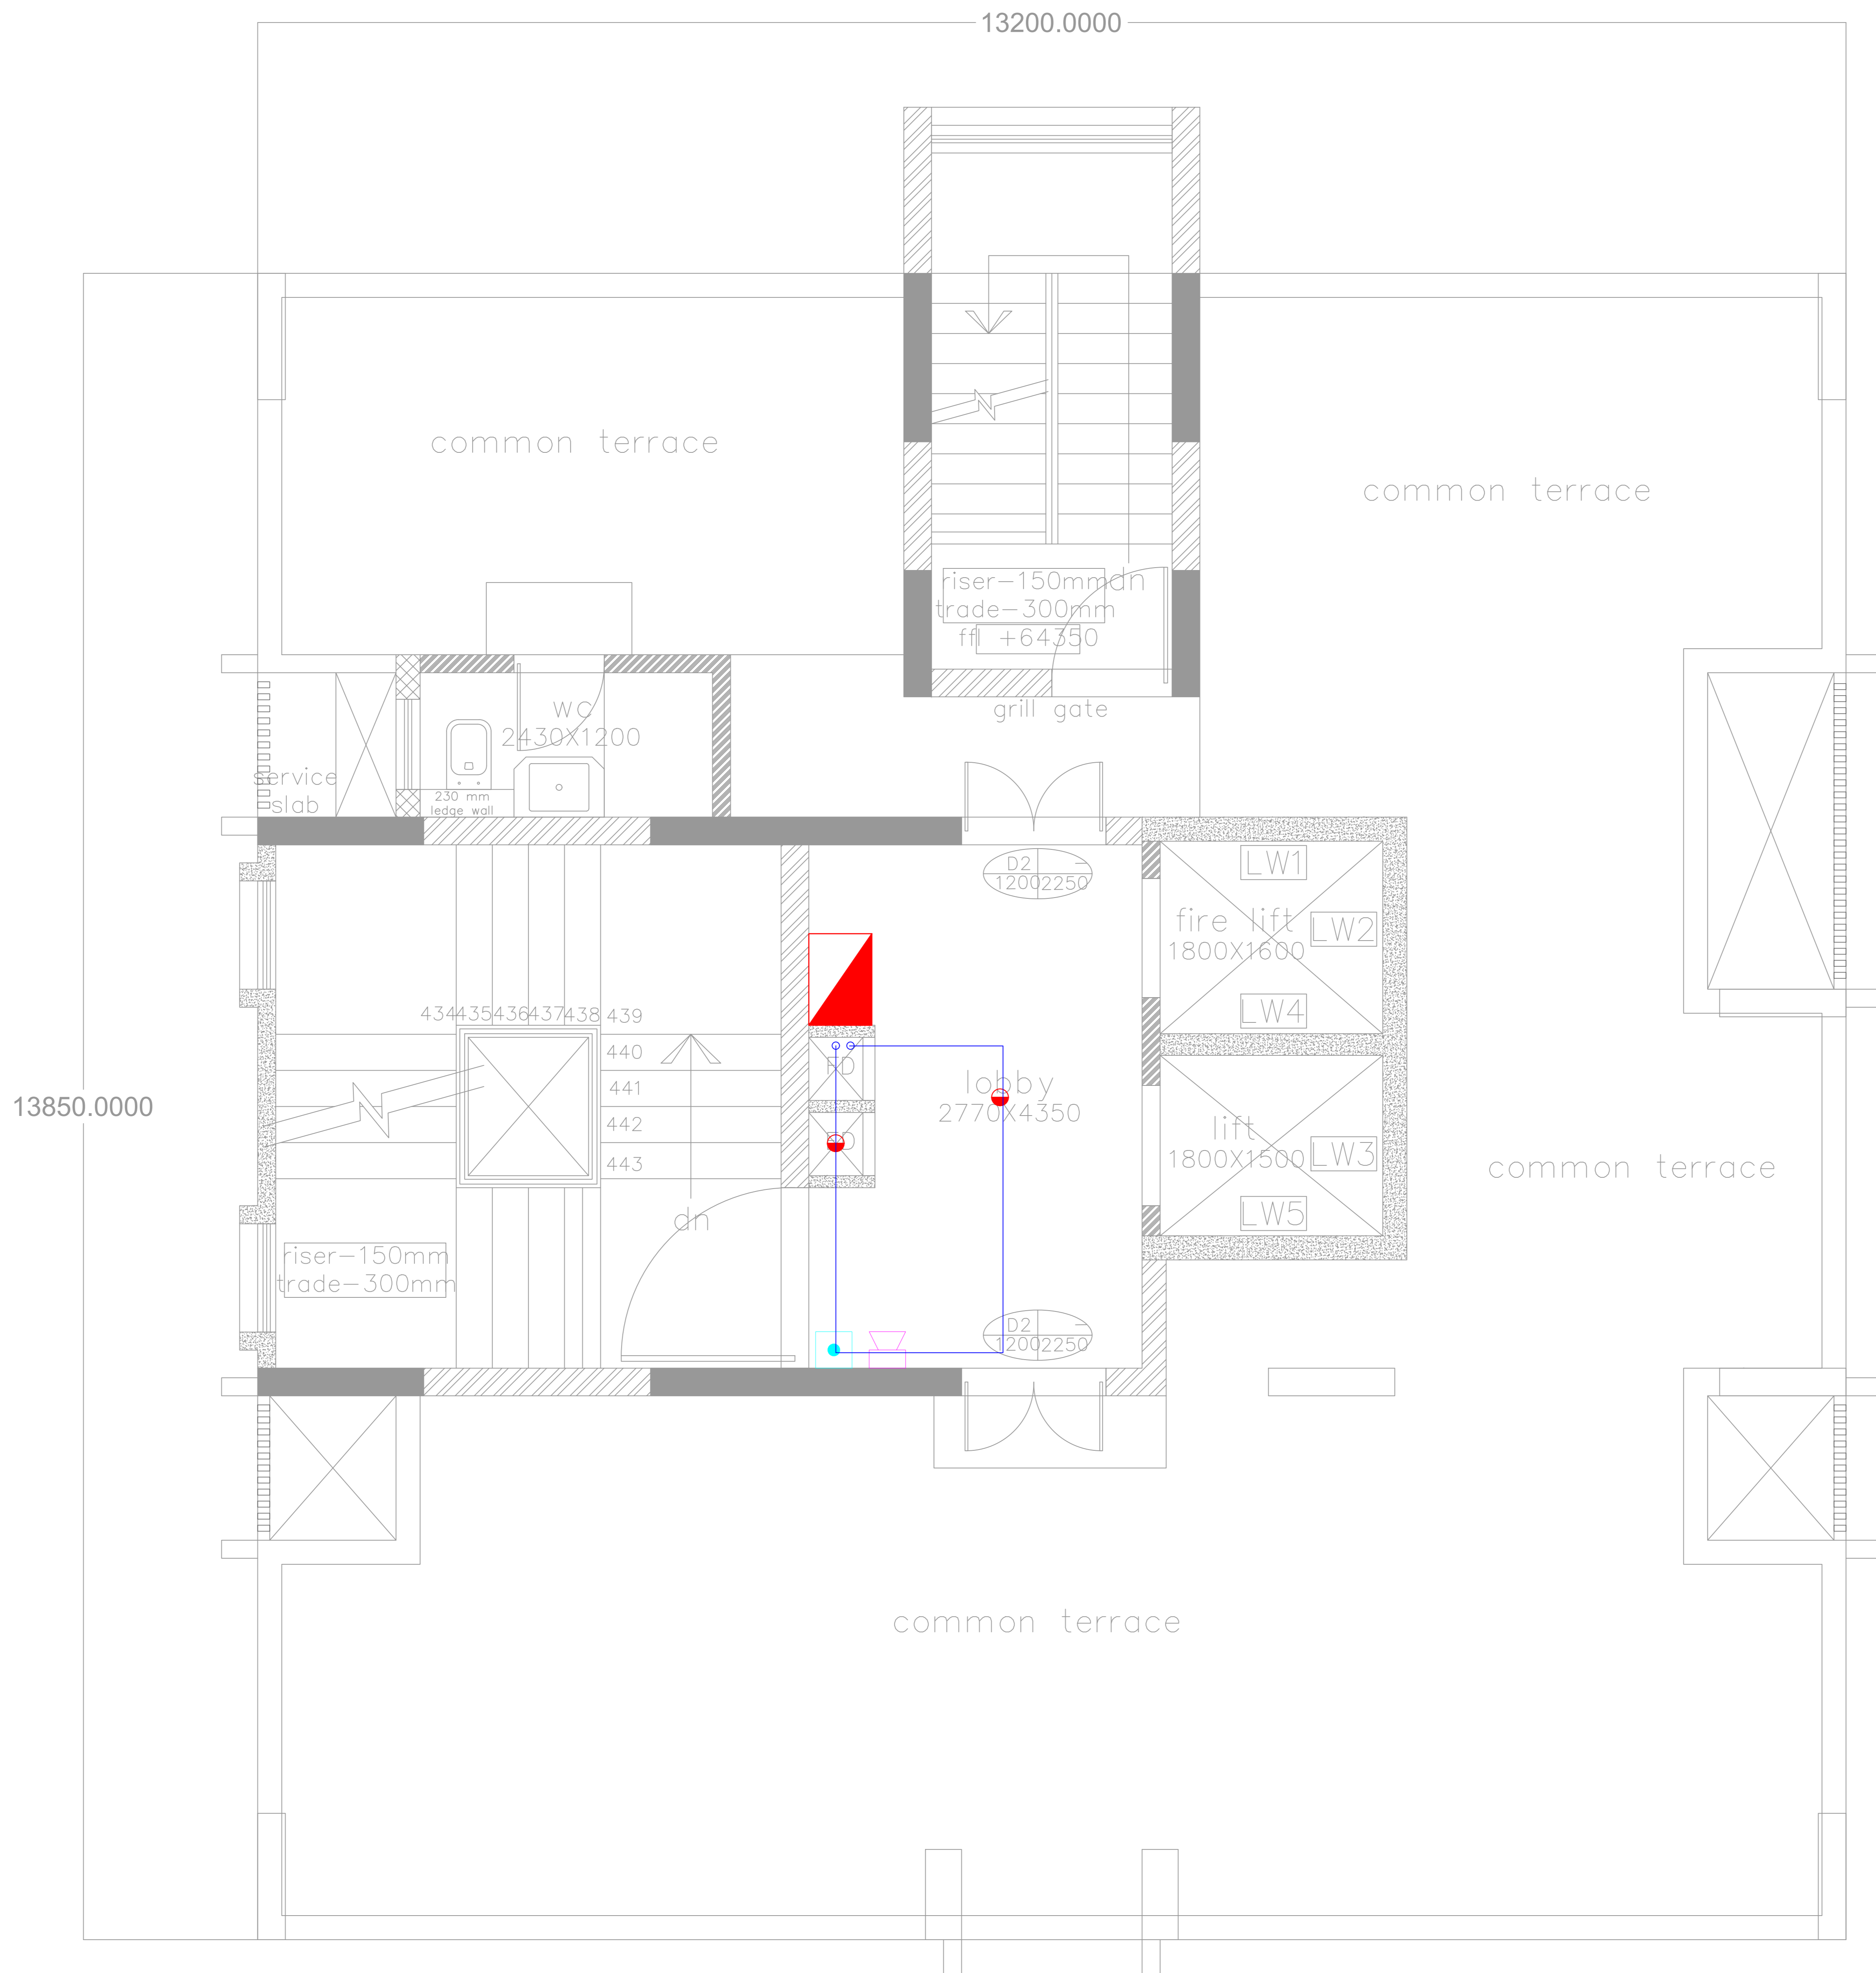 13200.0000
common terrace
common terrace
riser-150mm
dn
trade-300mm
ffl +64350
grill gate
WC
2430X1200
service
slab
230 mm
ledge wall
D2 -
1200 2250
LW1
fire lift
LW2
1800X1600
LW4
434 435 436 437 438 439
440
441
442
443
FD
ED
lobby
2770X4350
13850.0000
lift
1800X1500
LW3
LW5
common terrace
dn
riser-150mm
trade-300mm
D2 -
1200 2250
common terrace